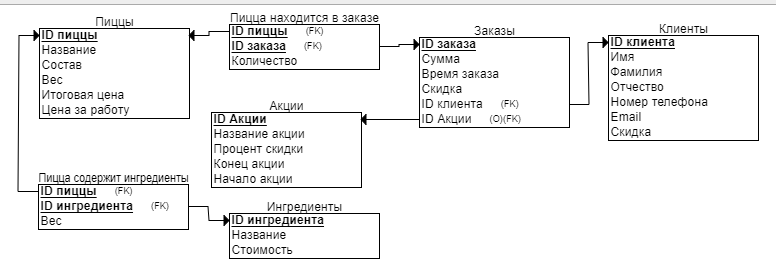 Пиццы
ID пиццы
Название
Состав
Вес
Итоговая цена
Цена за работу
Пицца находится в заказе
ID пиццы (FK)
ID заказа (FK)
Количество
Заказы
ID заказа
Сумма
Время заказа
Скидка
ID клиента (FK)
ID Акции (O)(FK)
Клиенты
ID клиента
Имя
Фамилия
Отчество
Номер телефона
Email
Скидка
Акции
ID Акции
Название акции
Процент скидки
Конец акции
Начало акции
Пицца содержит ингредиенты
ID пиццы (FK)
ID ингредиента (FK)
Вес
Ингредиенты
ID ингредиента
Название
Стоимость